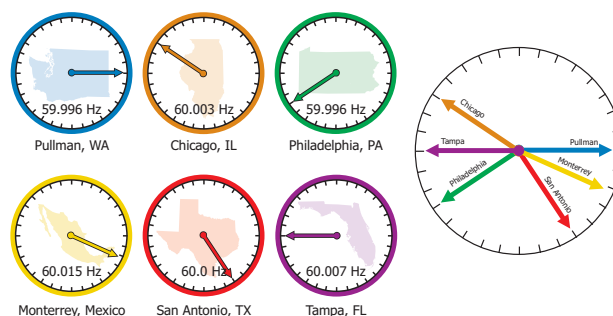 59.996 Hz
Pullman, WA
60.003 Hz
Chicago, IL
59.996 Hz
Philadelphia, PA
60.015 Hz
Monterrey, Mexico
60.0 Hz
San Antonio, TX
60.007 Hz
Tampa, FL
Chicago
Tampa
Pullman
Monterrey
Philadelphia
San Antonio